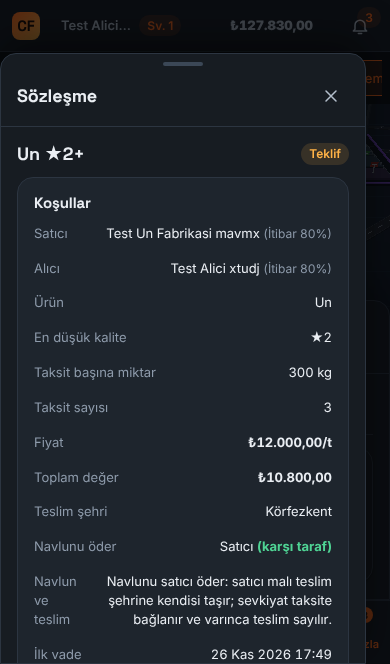 CF Test Alici... Sv. 1 ₺127.830,00 3
Sözleşme
Un ★2+ Teklif
Koşullar
Satıcı Test Un Fabrikasi mavmx (İtibar 80%)
Alıcı Test Alici xtudj (İtibar 80%)
Ürün Un
En düşük kalite ★2
Taksit başına miktar 300 kg
Taksit sayısı 3
Fiyat ₺12.000,00/t
Toplam değer ₺10.800,00
Teslim şehri Körfezkent
Navlunu öder Satıcı (karşı taraf)
Navlun Navlunu satıcı öder: satıcı malı teslim
ve şehrine kendisi taşır; sevkiyat taksite
teslim bağlanır ve varınca teslim sayılır.
İlk vade 26 Kas 2026 17:49